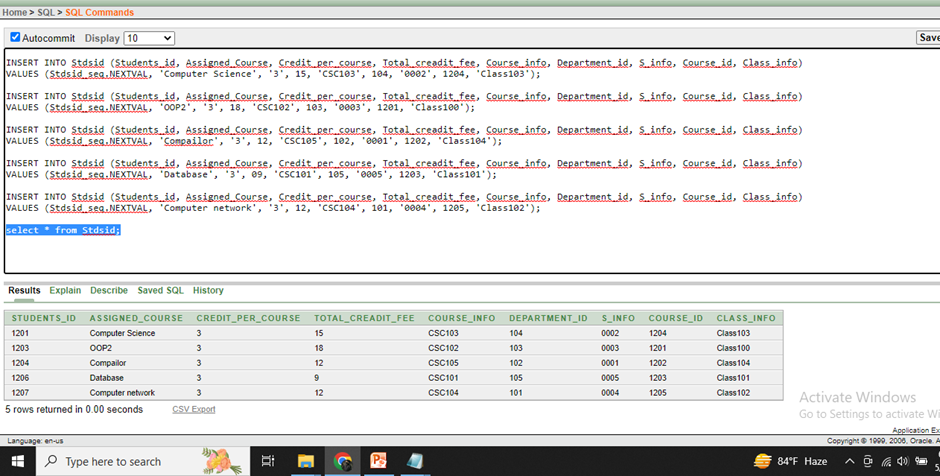 Home > SQL > SQL Commands
Autocommit Display 10 Save
INSERT INTO Stdsid (Students_id, Assigned_Course, Credit_per_course, Total_creadit_fee, Course_info, Department_id, S_info, Course_id, Class_info)
VALUES (Stdsid_seq.NEXTVAL, 'Computer Science', '3', 15, 'CSC103', 104, '0002', 1204, 'Class103');
INSERT INTO Stdsid (Students_id, Assigned_Course, Credit_per_course, Total_creadit_fee, Course_info, Department_id, S_info, Course_id, Class_info)
VALUES (Stdsid_seq.NEXTVAL, 'OOP2', '3', 18, 'CSC102', 103, '0003', 1201, 'Class100');
INSERT INTO Stdsid (Students_id, Assigned_Course, Credit_per_course, Total_creadit_fee, Course_info, Department_id, S_info, Course_id, Class_info)
VALUES (Stdsid_seq.NEXTVAL, 'Compailor', '3', 12, 'CSC105', 102, '0001', 1202, 'Class104');
INSERT INTO Stdsid (Students_id, Assigned_Course, Credit_per_course, Total_creadit_fee, Course_info, Department_id, S_info, Course_id, Class_info)
VALUES (Stdsid_seq.NEXTVAL, 'Database', '3', 09, 'CSC101', 105, '0005', 1203, 'Class101');
INSERT INTO Stdsid (Students_id, Assigned_Course, Credit_per_course, Total_creadit_fee, Course_info, Department_id, S_info, Course_id, Class_info)
VALUES (Stdsid_seq.NEXTVAL, 'Computer network', '3', 12, 'CSC104', 101, '0004', 1205, 'Class102');
select * from Stdsid;
Results Explain Describe Saved SQL History
STUDENTS_ID ASSIGNED_COURSE CREDIT_PER_COURSE TOTAL_CREADIT_FEE COURSE_INFO DEPARTMENT_ID S_INFO COURSE_ID CLASS_INFO
1201 Computer Science 3 15 CSC103 104 0002 1204 Class103
1203 OOP2 3 18 CSC102 103 0003 1201 Class100
1204 Compailor 3 12 CSC105 102 0001 1202 Class104
1206 Database 3 9 CSC101 105 0005 1203 Class101
1207 Computer network 3 12 CSC104 101 0004 1205 Class102
5 rows returned in 0.00 seconds CSV Export
Activate Windows
Go to Settings to activate Wi
Application Ex
Language: en-us Copyright © 1999, 2006, Oracle. A
Type here to search 84°F Haze